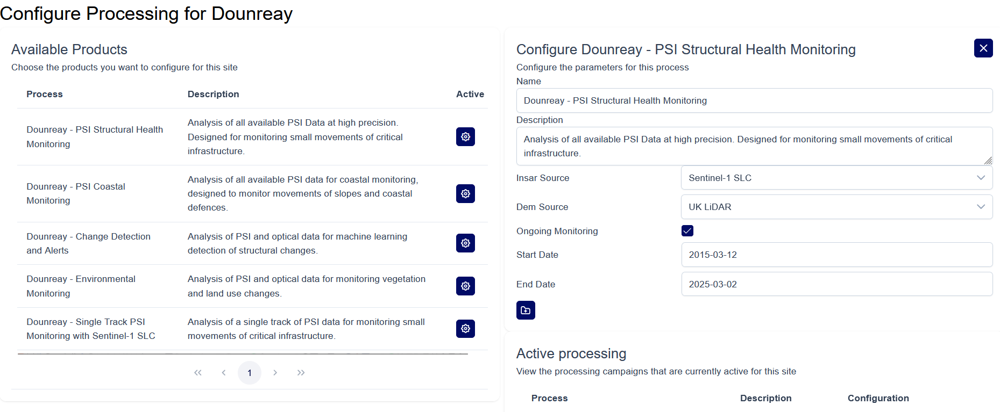 Configure Processing for Dounreay
Available Products
Choose the products you want to configure for this site
Process Description Active
Dounreay - PSI Structural Health
Monitoring
Analysis of all available PSI Data at high precision.
Designed for monitoring small movements of critical
infrastructure.
Dounreay - PSI Coastal
Monitoring
Analysis of all available PSI data for coastal monitoring,
designed to monitor movements of slopes and coastal
defences.
Dounreay - Change Detection
and Alerts
Analysis of PSI and optical data for machine learning
detection of structural changes.
Dounreay - Environmental
Monitoring
Analysis of PSI and optical data for monitoring vegetation
and land use changes.
Dounreay - Single Track PSI
Monitoring with Sentinel-1 SLC
Analysis of a single track of PSI data for monitoring small
movements of critical infrastructure.
1
Configure Dounreay - PSI Structural Health Monitoring
Configure the parameters for this process
Name
Dounreay - PSI Structural Health Monitoring
Description
Analysis of all available PSI Data at high precision. Designed for monitoring small movements of critical
infrastructure.
Insar Source Sentinel-1 SLC
Dem Source UK LiDAR
Ongoing Monitoring
Start Date 2015-03-12
End Date 2025-03-02
Active processing
View the processing campaigns that are currently active for this site
Process Description Configuration